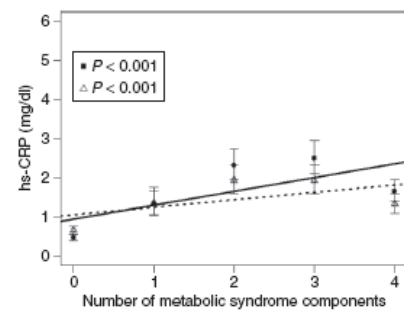 6
5
■ P < 0.001
△ P < 0.001
4
3
2
1
0
hs-CRP (mg/dl)
0 1 2 3 4
Number of metabolic syndrome components